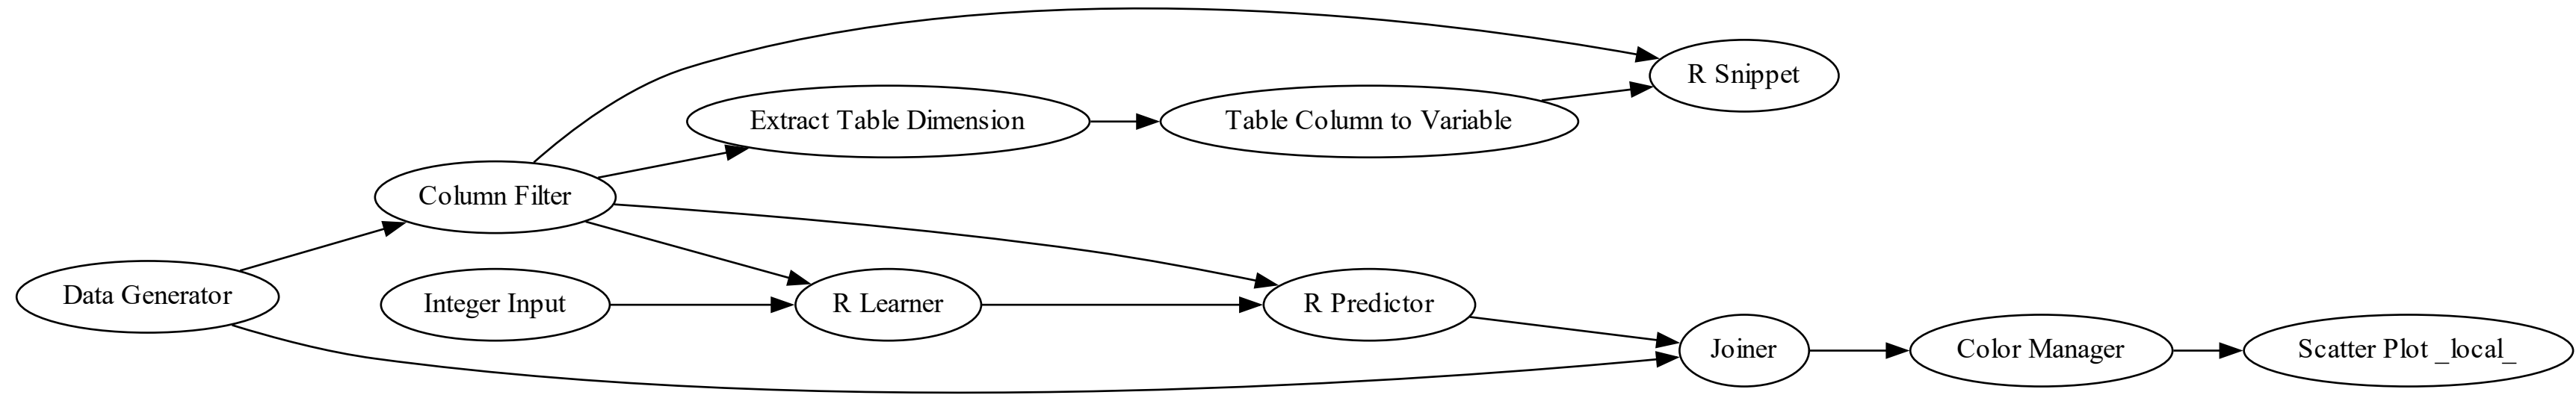 R Snippet
Extract Table Dimension
Table Column to Variable
Column Filter
Data Generator
Integer Input
R Learner
R Predictor
Joiner
Color Manager
Scatter Plot _local_